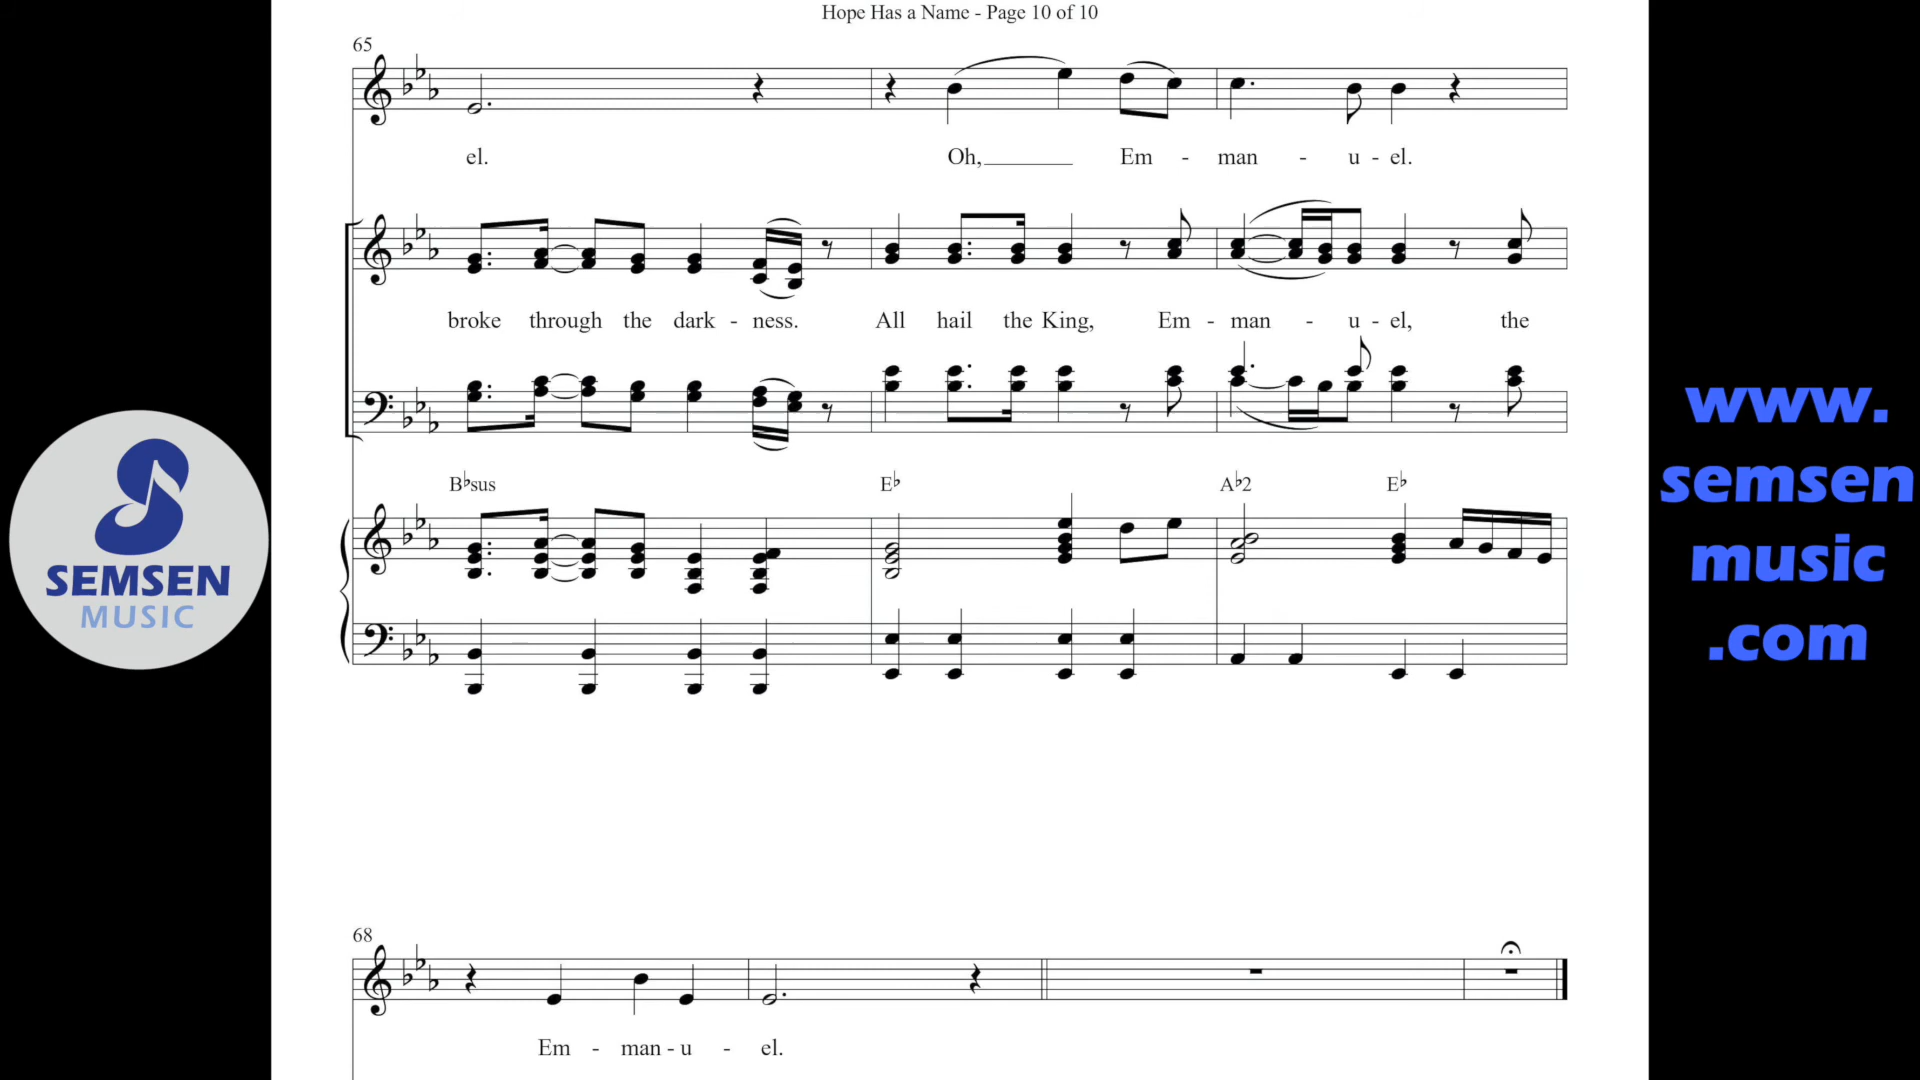 Hope Has a Name - Page 10 of 10
65
el. Oh, Em - man - u - el.
broke through the dark - ness. All hail the King, Em - man - u - el, the
B♭sus E♭ A♭2 E♭
68
Em - man - u - el.
SEMSEN
MUSIC
www.
semsen
music
.com